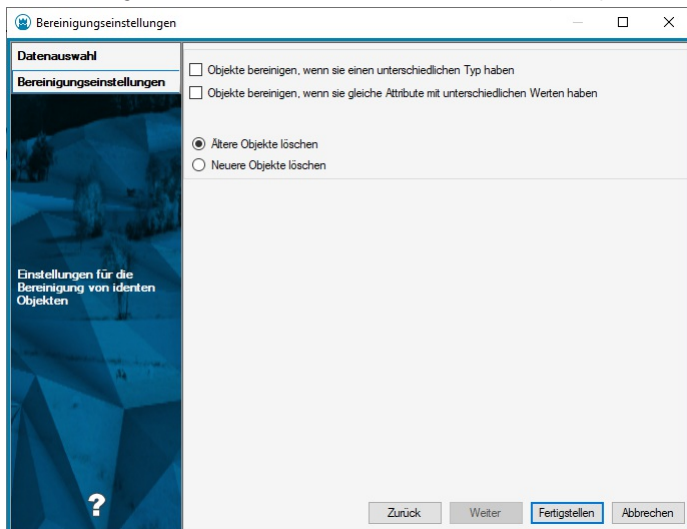 Bereinigungseinstellungen
Datenauswahl
Bereinigungseinstellungen
Einstellungen für die
Bereinigung von identen
Objekten
?
Objekte bereinigen, wenn sie einen unterschiedlichen Typ haben
Objekte bereinigen, wenn sie gleiche Attribute mit unterschiedlichen Werten haben
Ältere Objekte löschen
Neuere Objekte löschen
Zurück
Weiter
Fertigstellen
Abbrechen